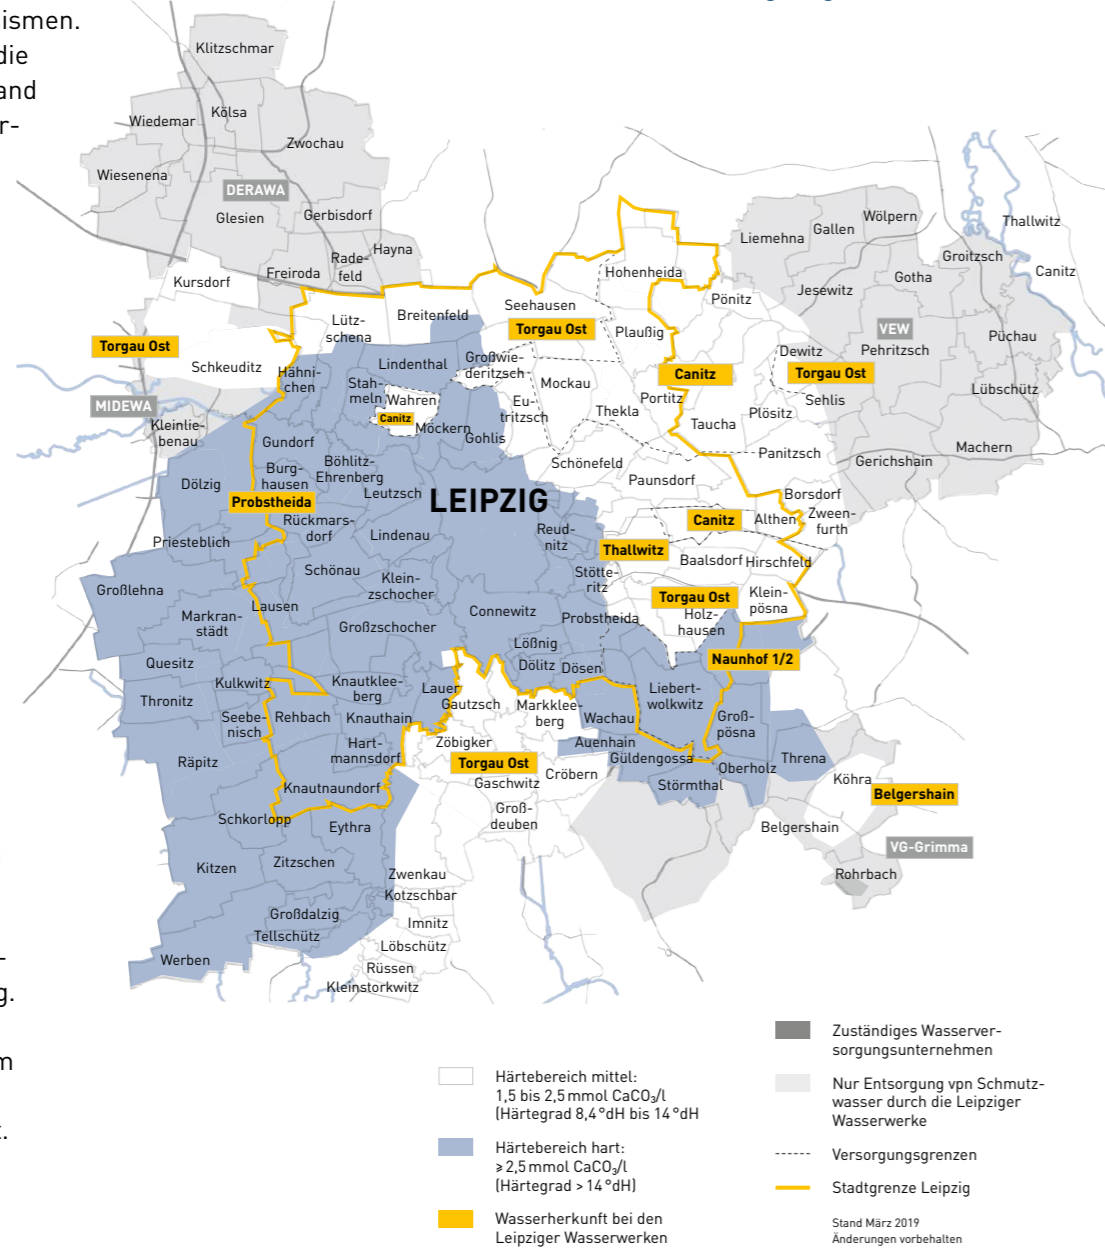 ismen.
die
and
r-
-
g.
m
t.
Klitzschmar
Wiedemar
Kölsa
Zwochau
Wiesenena
DERAWA
Glesien
Gerbisdorf
Hayna
Rade-
feld
Freiroda
Kursdorf
Thallwitz
Wölpern
Gallen
Liemehna
Groitzsch
Canitz
Gotha
Jesewitz
Hohenheida
Pönitz
Seehausen
Breitenfeld
Lütz-
schena
Torgau Ost
Plaußig
VEW
Püchau
Pehritzsch
Dewitz
Torgau Ost
Schkeuditz
Hähni-
chen
Lindenthal
Großwie-
deritzsch
Canitz
Torgau Ost
Lübschütz
Mockau
Stah-
meln
Wahren
Canitz
Möckern
Gohlis
Eu-
tritzsch
Thekla
Portitz
Plösitz
Sehlis
Taucha
MIDEWA
Kleinlie-
benau
Gundorf
Panitzsch
Machern
Gerichshain
Schönefeld
Paunsdorf
Dölzig
Burg-
hausen
Böhlitz-
Ehrenberg
Leutzsch
LEIPZIG
Borsdorf
Probstheida
Rückmars-
dorf
Lindenau
Reud-
nitz
Canitz
Althen
Zween-
furth
Priesteblich
Thallwitz
Baalsdorf
Hirschfeld
Schönau
Klein-
zschocher
Stötte-
ritz
Großlehna
Torgau Ost
Klein-
pösna
Lausen
Connewitz
Probstheida
Holz-
hausen
Markran-
städt
Großzschocher
Lößnig
Naunhof 1/2
Quesitz
Dölitz
Dösen
Kulkwitz
Knautklee-
berg
Lauer
Liebert-
wolkwitz
Thronitz
Gautzsch
Markklee-
berg
Seebe-
nisch
Rehbach
Knauthain
Wachau
Groß-
pösna
Zöbigker
Auenhain
Hart-
mannsdorf
Güldengossa
Threna
Räpitz
Torgau Ost
Oberholz
Cröbern
Gaschwitz
Störmthal
Köhra
Knautnaundorf
Belgershain
Groß-
deuben
Schkorlopp
Eythra
Belgershain
VG-Grimma
Zitzschen
Kitzen
Zwenkau
Rohrbach
Kotzschbar
Großdalzig
Imnitz
Tellschütz
Löbschütz
Werben
Rüssen
Kleinstorkwitz
Härtebereich mittel:
1,5 bis 2,5 mmol CaCO₃/l
(Härtegrad 8,4 °dH bis 14 °dH
Härtebereich hart:
≥ 2,5 mmol CaCO₃/l
(Härtegrad > 14 °dH)
Wasserherkunft bei den
Leipziger Wasserwerken
Zuständiges Wasserver-
sorgungsunternehmen
Nur Entsorgung vpn Schmutz-
wasser durch die Leipziger
Wasserwerke
Versorgungsgrenzen
Stadtgrenze Leipzig
Stand März 2019
Änderungen vorbehalten